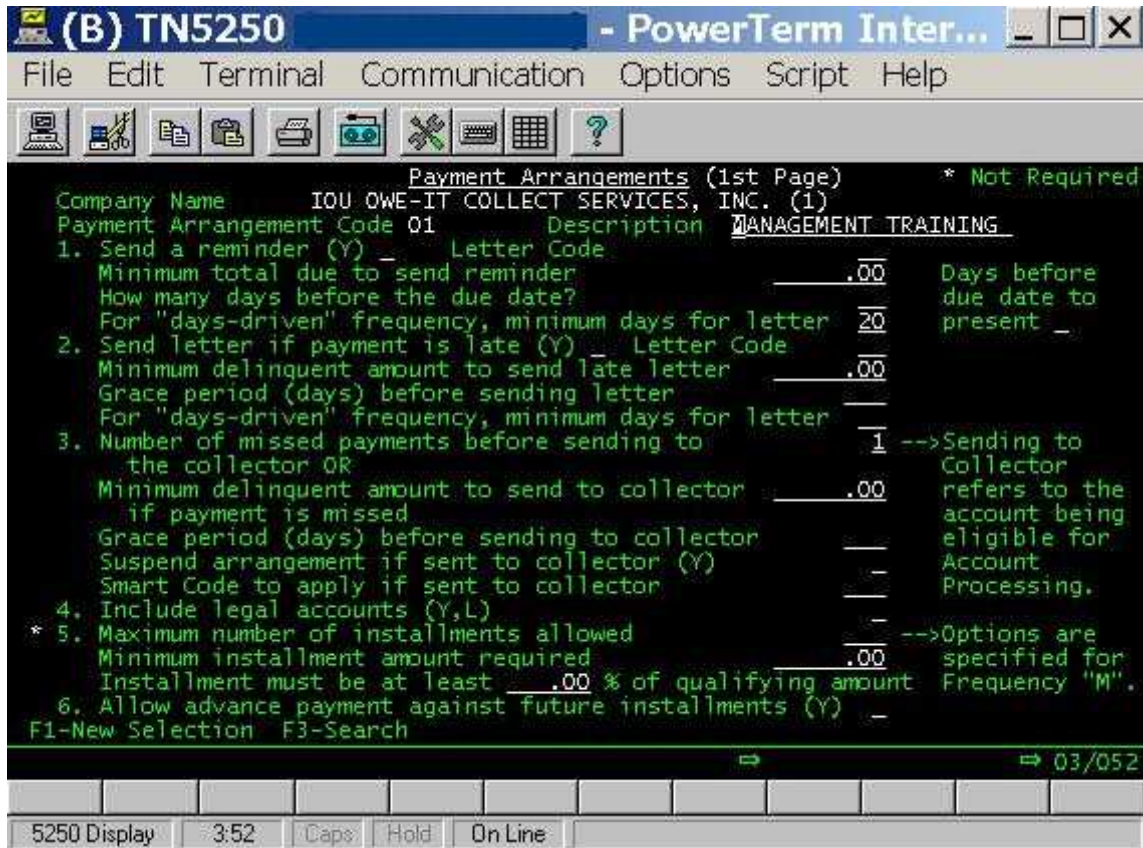 (B) TN5250 - PowerTerm Inter...
File Edit Terminal Communication Options Script Help
?
Payment Arrangements (1st Page) * Not Required
Company Name IOU OWE-IT COLLECT SERVICES, INC. (1)
Payment Arrangement Code 01 Description MANAGEMENT TRAINING
1. Send a reminder (Y) _ Letter Code __
Minimum total due to send reminder .00 Days before
How many days before the due date? __ due date to
For "days-driven" frequency, minimum days for letter 20 present _
2. Send letter if payment is late (Y) _ Letter Code __
Minimum delinquent amount to send late letter .00
Grace period (days) before sending letter ___
For "days-driven" frequency, minimum days for letter __
3. Number of missed payments before sending to 1 -->Sending to
the collector OR Collector
Minimum delinquent amount to send to collector .00 refers to the
if payment is missed account being
Grace period (days) before sending to collector ___ eligible for
Suspend arrangement if sent to collector (Y) _ Account
Smart Code to apply if sent to collector ___ Processing.
4. Include legal accounts (Y,L) _
* 5. Maximum number of installments allowed ___ -->Options are
Minimum installment amount required .00 specified for
Installment must be at least .00 % of qualifying amount Frequency "M".
6. Allow advance payment against future installments (Y) _
F1-New Selection F3-Search
⇨ ⇨ 03/052
5250 Display 3:52 Caps Hold On Line